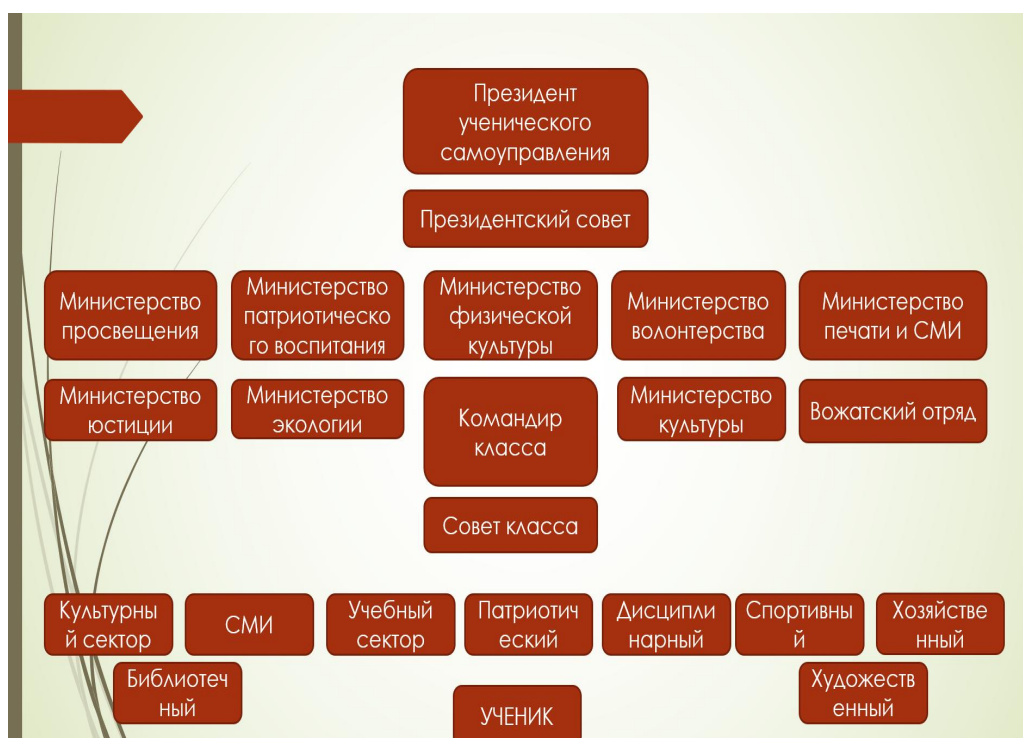 Президент
ученического
самоуправления
Президентский совет
Министерство
просвещения
Министерство
патриотическо
го воспитания
Министерство
физической
культуры
Министерство
волонтерства
Министерство
печати и СМИ
Министерство
юстиции
Министерство
экологии
Командир
класса
Министерство
культуры
Вожатский отряд
Совет класса
Культурны
й сектор
СМИ
Учебный
сектор
Патриотич
еский
Дисципли
нарный
Спортивны
й
Хозяйстве
нный
Библиотеч
ный
УЧЕНИК
Художеств
енный